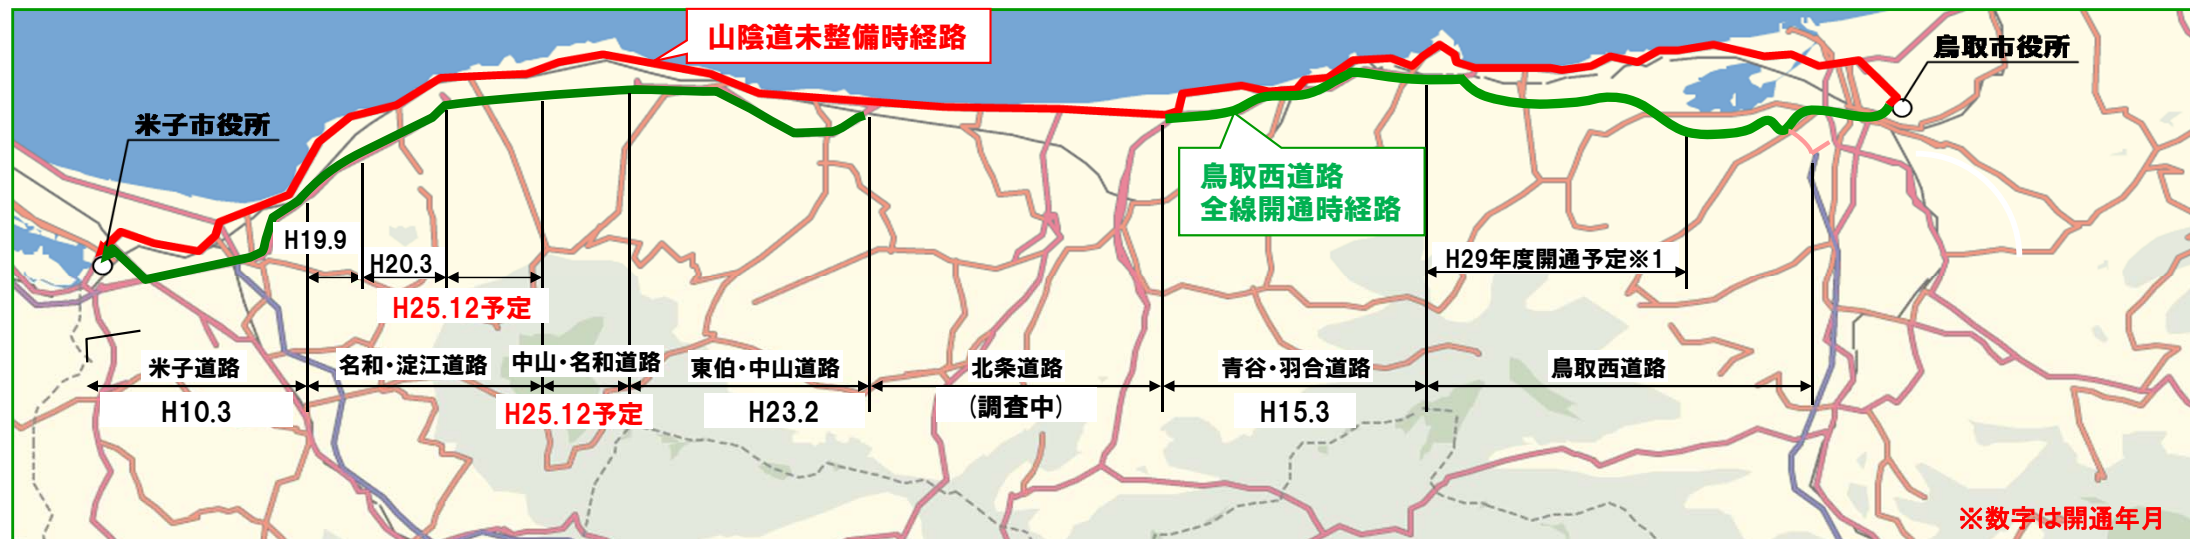 山陰道未整備時経路
鳥取市役所
米子市役所
鳥取西道路
全線開通時経路
H19.9
H20.3
H25.12予定
H29年度開通予定※1
米子道路
名和・淀江道路
中山・名和道路
東伯・中山道路
北条道路
青谷・羽合道路
鳥取西道路
H10.3
H25.12予定
H23.2
(調査中)
H15.3
※数字は開通年月